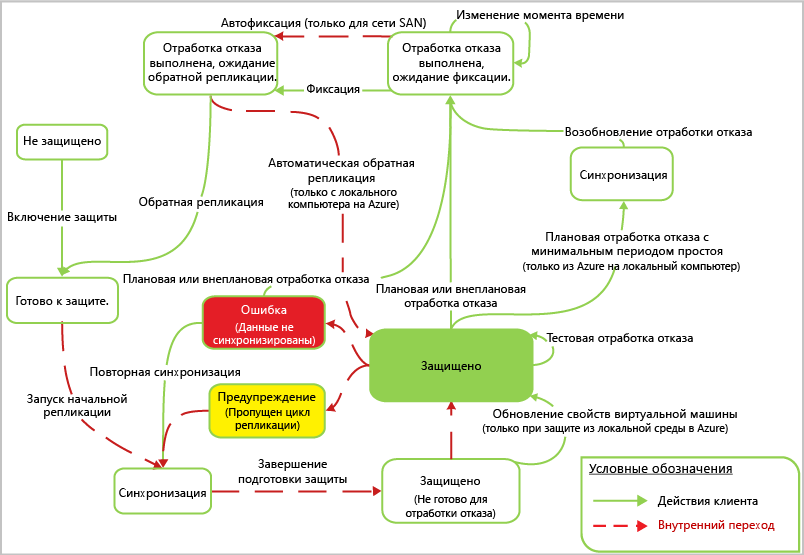 Автофиксация (только для сети SAN)
Изменение момента времени
Отработка отказа
выполнена, ожидание
обратной репликации.
Отработка отказа
выполнена,
ожидание фиксации.
Фиксация
Не защищено
Возобновление отработки отказа
Автоматическая обратная
репликация
(только с локального
компьютера на Azure)
Синхронизация
Включение защиты
Обратная репликация
Плановая отработка отказа с
минимальным периодом простоя
(только из Azure на локальный компьютер)
Плановая или внеплановая отработка отказа
Плановая или внеплановая
отработка отказа
Готово к защите.
Ошибка
(Данные не
синхронизированы)
Тестовая отработка отказа
Защищено
Повторная синхронизация
Запуск начальной
репликации
Предупреждение
(Пропущен цикл
репликации)
Обновление свойств виртуальной машины
(только при защите из локальной среды в Azure)
Завершение
подготовки защиты
Синхронизация
Защищено
(Не готово для
отработки отказа)
Условные обозначения
Действия клиента
Внутренний переход